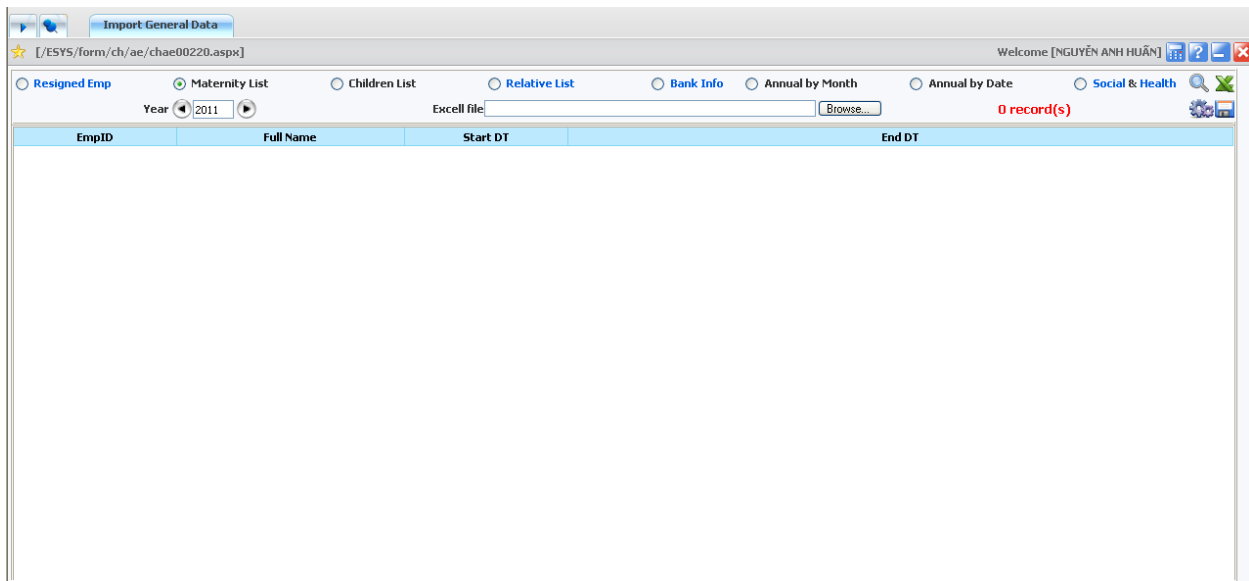 Import General Data
[/ESYS/form/ch/ae/chae00220.aspx] Welcome [NGUYỄN ANH HUẤN]
Resigned Emp Maternity List Children List Relative List Bank Info Annual by Month Annual by Date Social & Health
Year 2011 Excell file Browse... 0 record(s)
EmpID Full Name Start DT End DT